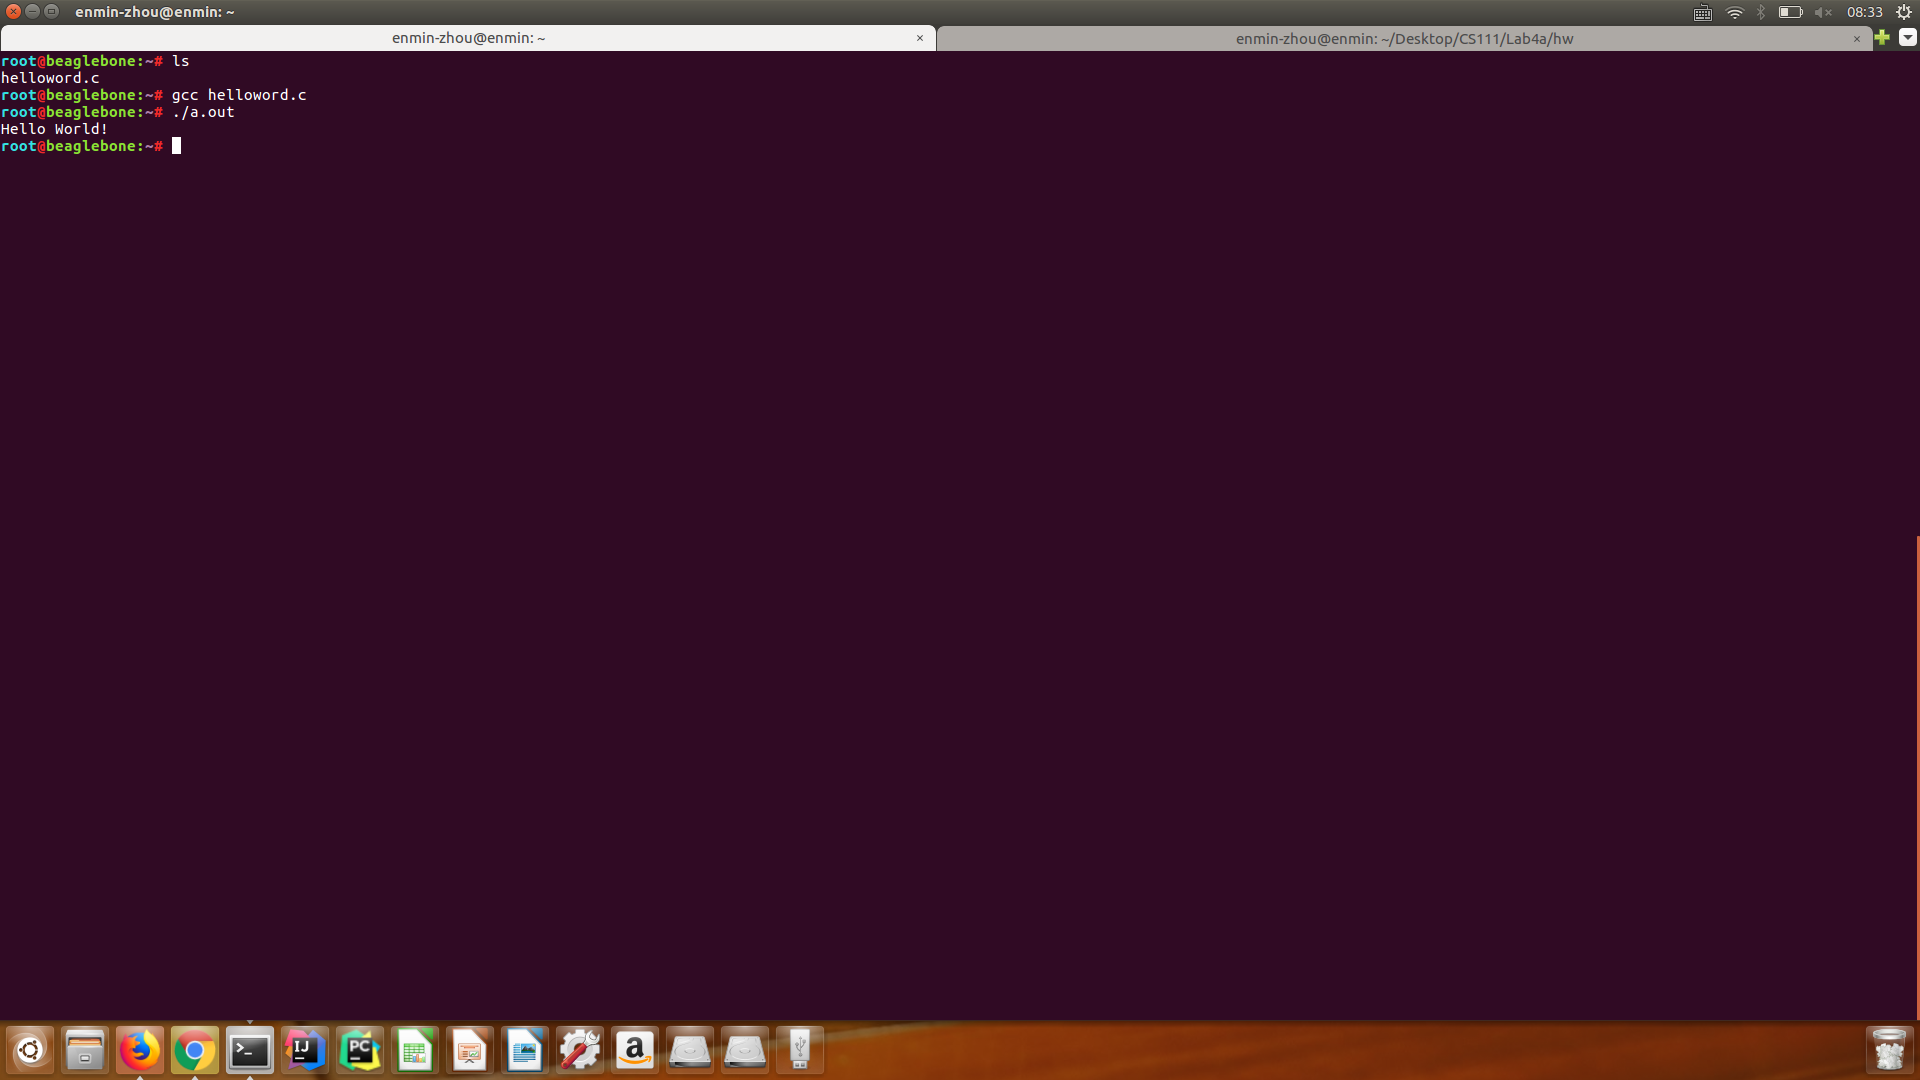 enmin-zhou@enmin: ~
08:33
enmin-zhou@enmin: ~
enmin-zhou@enmin: ~/Desktop/CS111/Lab4a/hw
root@beaglebone:~# ls
helloword.c
root@beaglebone:~# gcc helloword.c
root@beaglebone:~# ./a.out
Hello World!
root@beaglebone:~#
IJ
PC
a